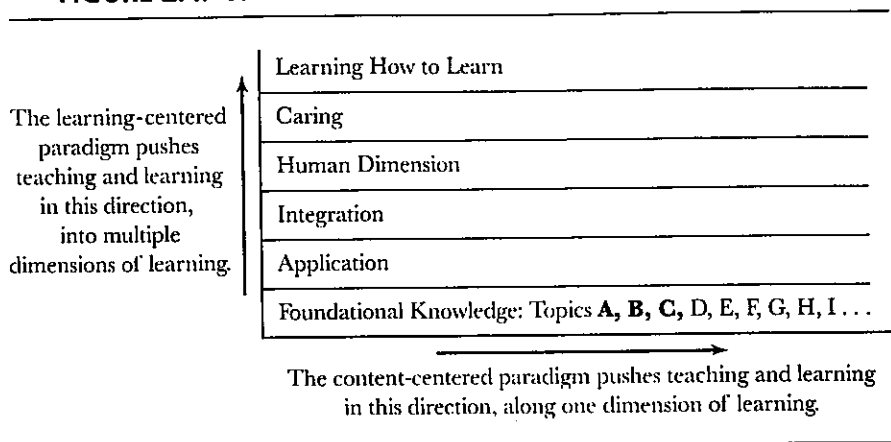 Learning How to Learn
The learning-centered
paradigm pushes
teaching and learning
in this direction,
into multiple
dimensions of learning.
Caring
Human Dimension
Integration
Application
Foundational Knowledge: Topics A, B, C, D, E, F, G, H, I . . .
The content-centered paradigm pushes teaching and learning
in this direction, along one dimension of learning.